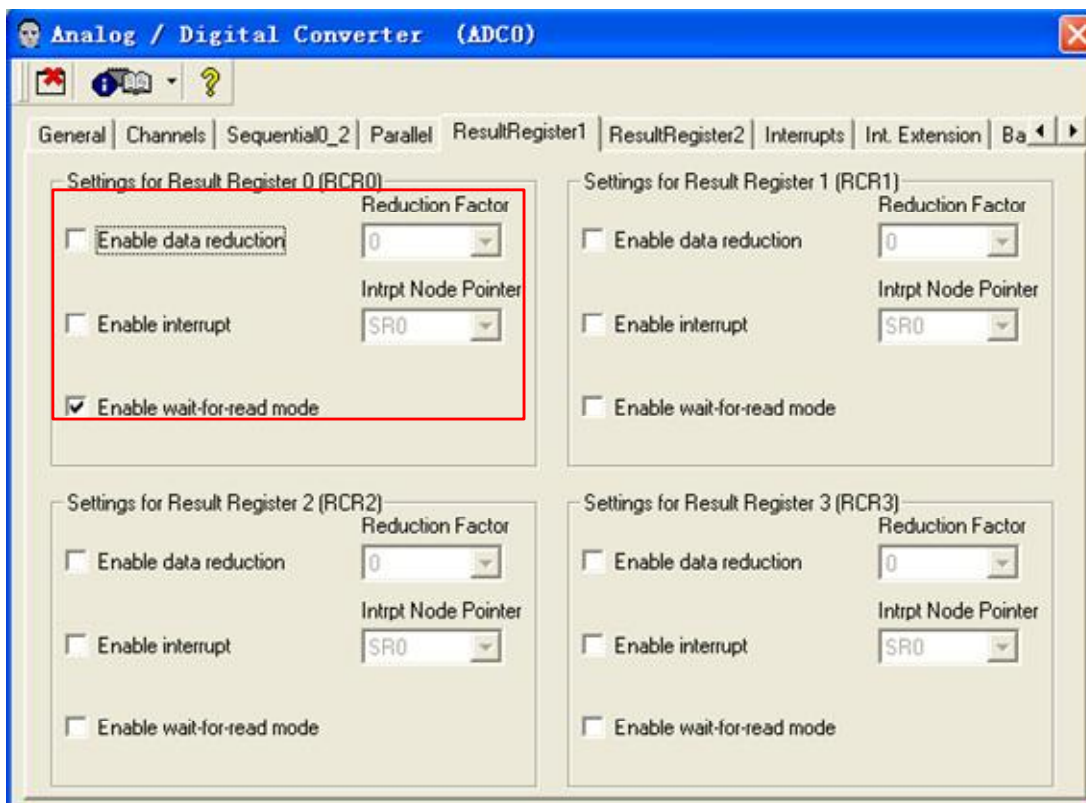 Analog / Digital Converter (ADC0)
General Channels Sequential0_2 Parallel ResultRegister1 ResultRegister2 Interrupts Int. Extension Ba
Settings for Result Register 0 (RCR0)
Reduction Factor
Enable data reduction 0
Intrpt Node Pointer
Enable interrupt SR0
Enable wait-for-read mode
Settings for Result Register 1 (RCR1)
Reduction Factor
Enable data reduction 0
Intrpt Node Pointer
Enable interrupt SR0
Enable wait-for-read mode
Settings for Result Register 2 (RCR2)
Reduction Factor
Enable data reduction 0
Intrpt Node Pointer
Enable interrupt SR0
Enable wait-for-read mode
Settings for Result Register 3 (RCR3)
Reduction Factor
Enable data reduction 0
Intrpt Node Pointer
Enable interrupt SR0
Enable wait-for-read mode